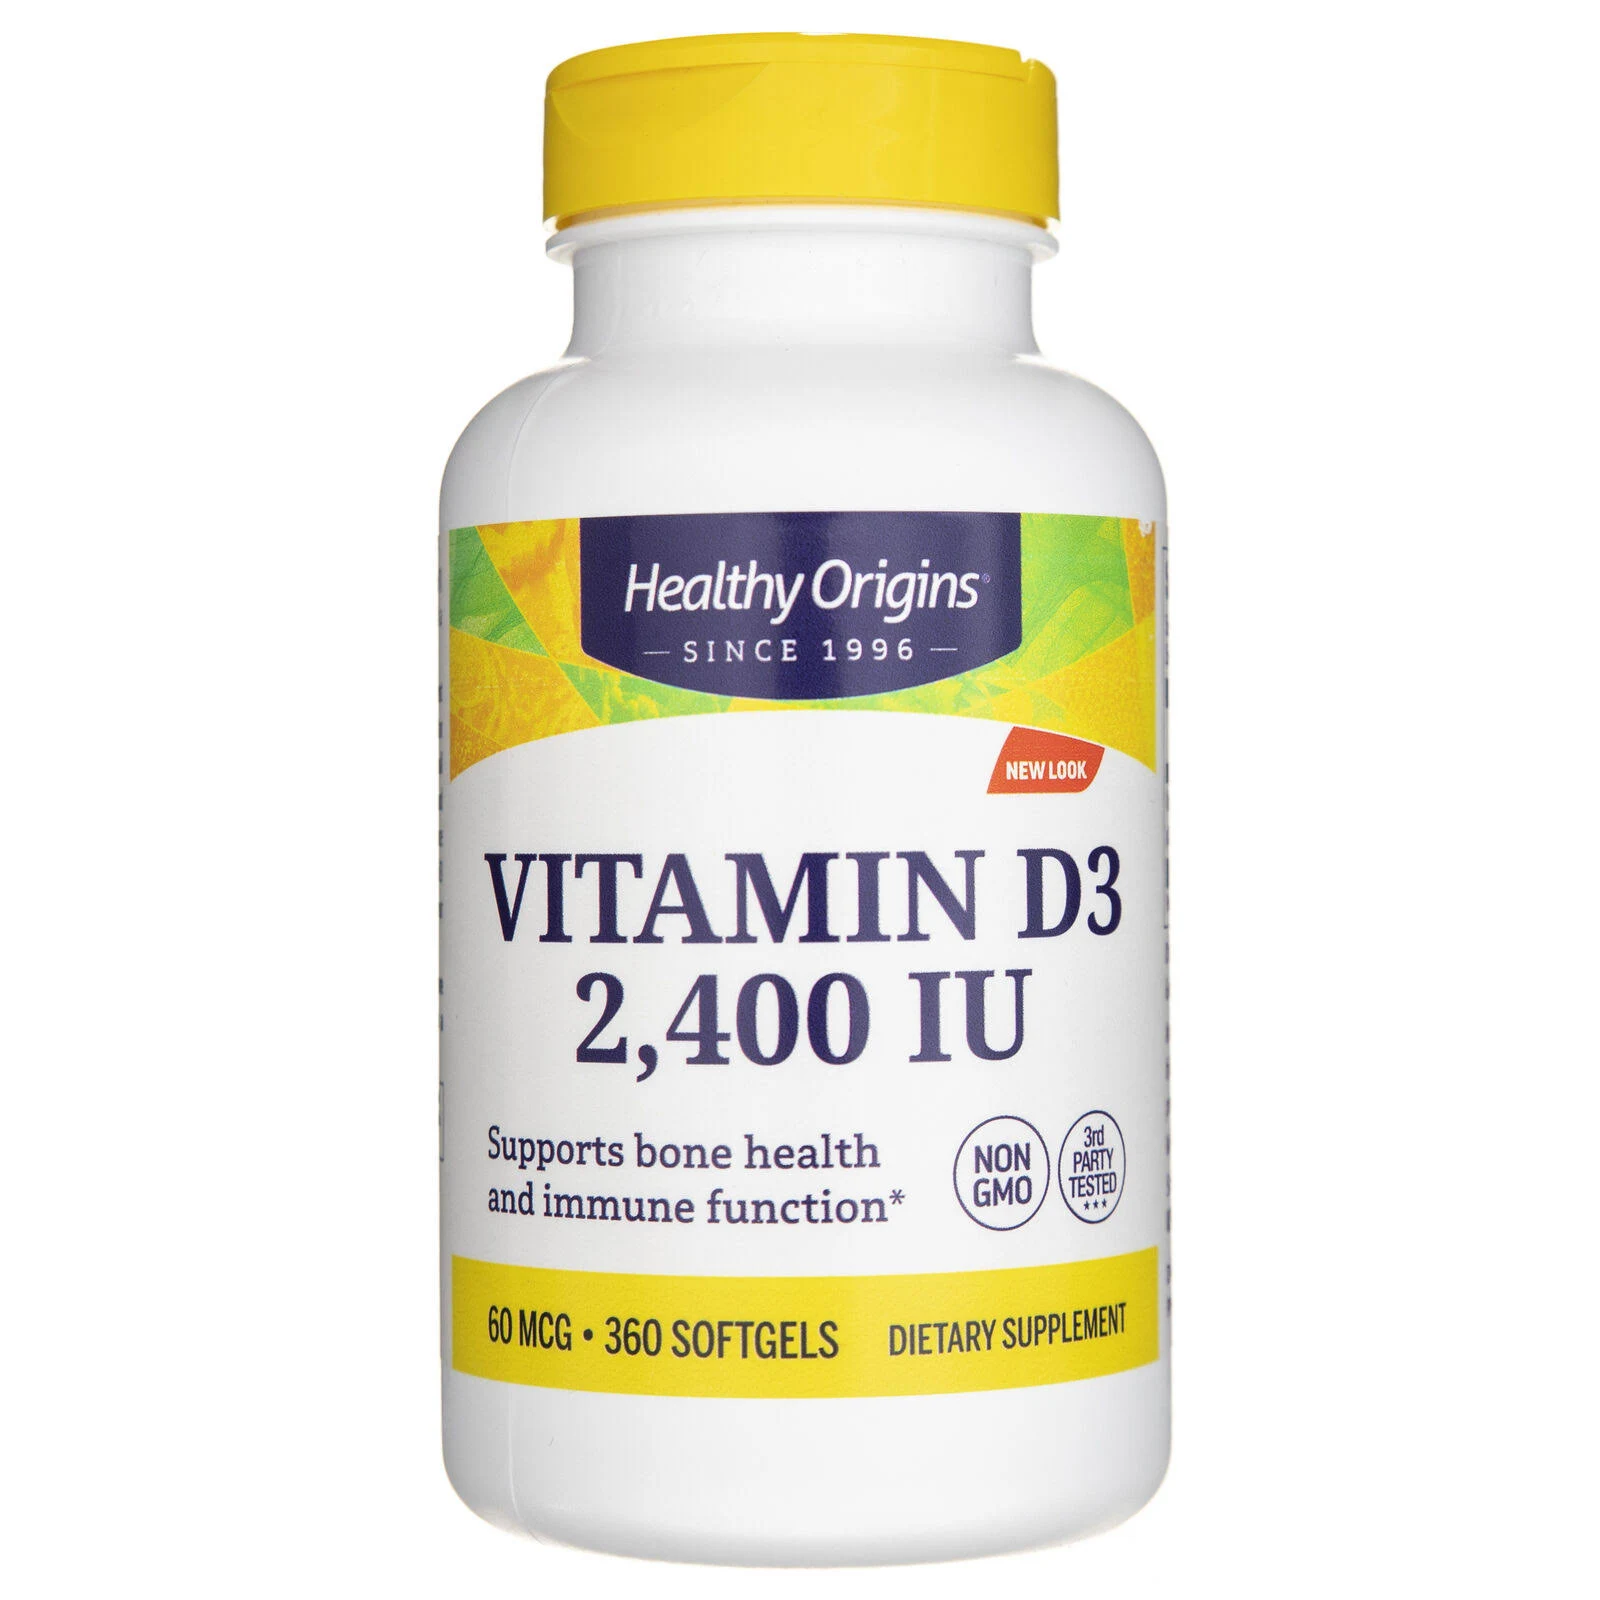 Healthy Origins®
SINCE 1996
NEW LOOK
VITAMIN D3
2,400 IU
Supports bone health
and immune function*
NON
GMO
3rd
PARTY
TESTED
60 MCG • 360 SOFTGELS
DIETARY SUPPLEMENT